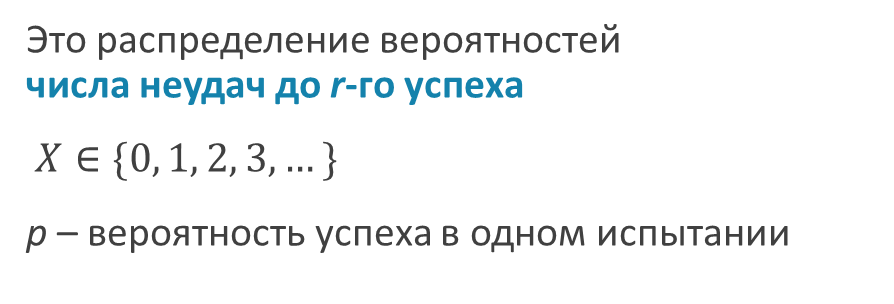 Это распределение вероятностей
числа неудач до r-го успеха
X ∈ {0, 1, 2, 3, … }
p – вероятность успеха в одном испытании